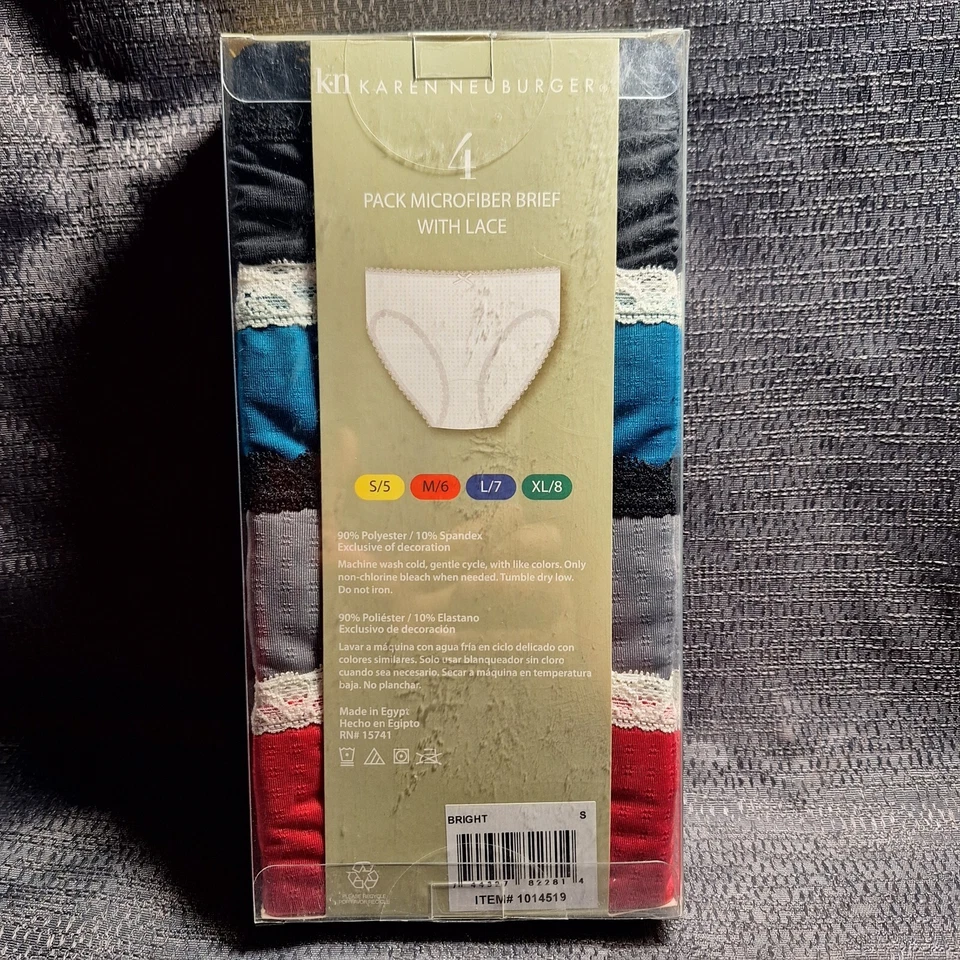 kn KAREN NEUBURGER®
4
PACK MICROFIBER BRIEF
WITH LACE
S/5 M/6 L/7 XL/8
90% Polyester / 10% Spandex
Exclusive of decoration
Machine wash cold, gentle cycle, with like colors. Only
non-chlorine bleach when needed. Tumble dry low.
Do not iron.
90% Poliéster / 10% Elastano
Exclusivo de decoración
Lavar a máquina con agua fría en ciclo delicado con
colores similares. Solo usar blanqueador sin cloro
cuando sea necesario. Secar a máquina en temperatura
baja. No planchar.
Made in Egypt
Hecho en Egipto
RN# 15741
BRIGHT S
82281 4
ITEM# 1014519
PLEASE RECYCLE